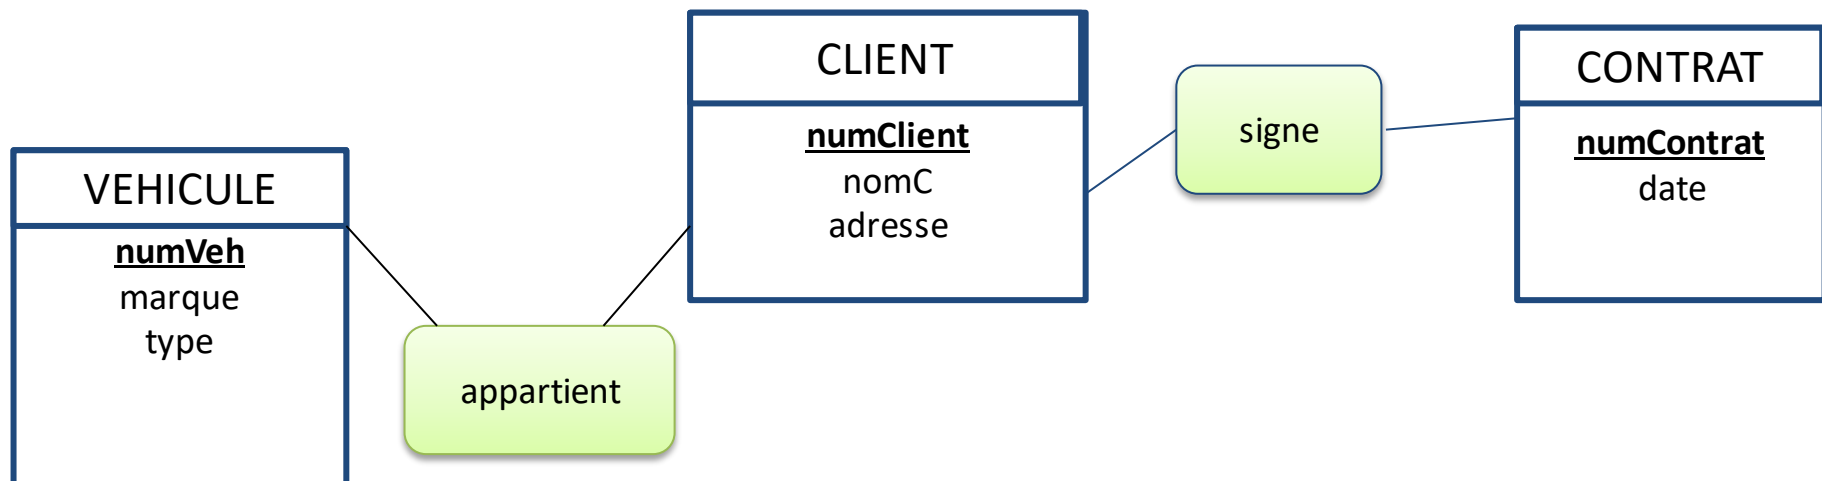 VEHICULE
numVeh
marque
type
appartient
CLIENT
numClient
nomC
adresse
signe
CONTRAT
numContrat
date